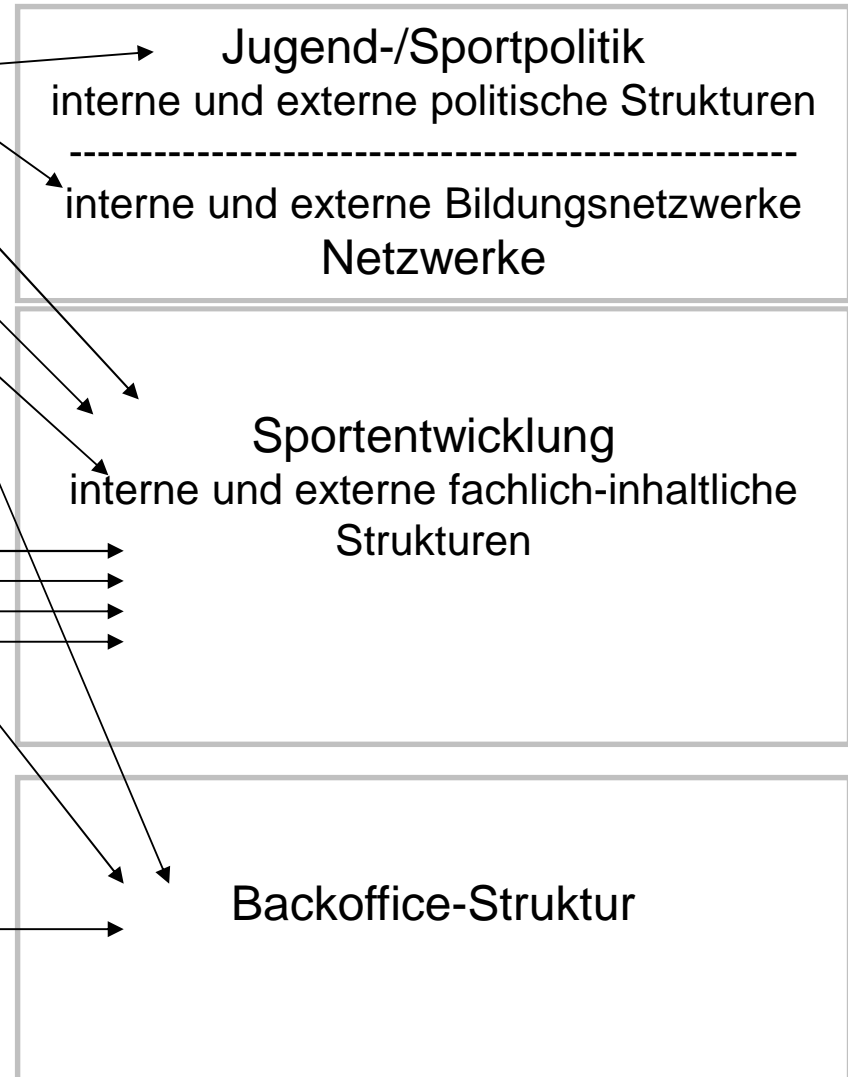 Jugend-/Sportpolitik
interne und externe politische Strukturen
----------------------------------------------------
interne und externe Bildungsnetzwerke
Netzwerke
Sportentwicklung
interne und externe fachlich-inhaltliche
Strukturen
Backoffice-Struktur